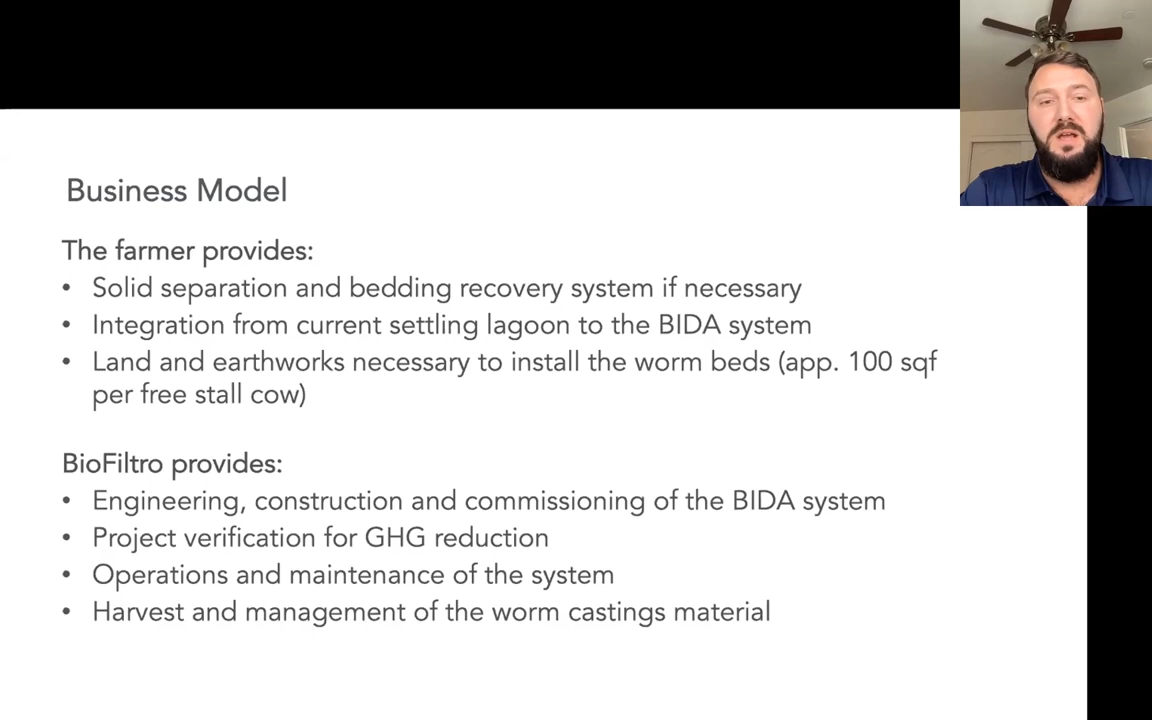 Business Model
The farmer provides:
• Solid separation and bedding recovery system if necessary
• Integration from current settling lagoon to the BIDA system
• Land and earthworks necessary to install the worm beds (app. 100 sqf
per free stall cow)
BioFiltro provides:
• Engineering, construction and commissioning of the BIDA system
• Project verification for GHG reduction
• Operations and maintenance of the system
• Harvest and management of the worm castings material